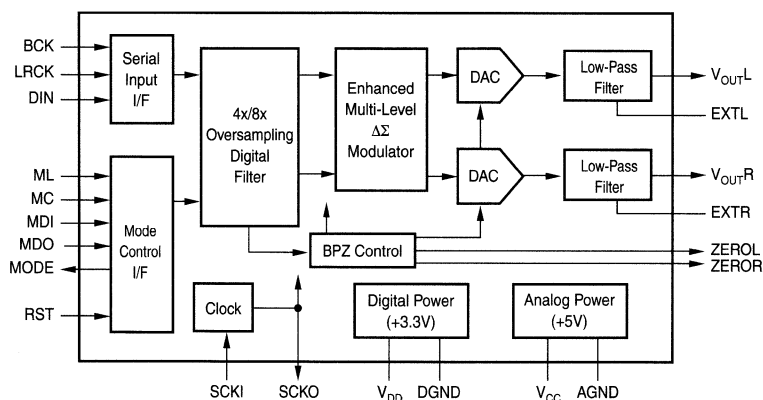 BCK
LRCK
DIN
Serial
Input
I/F
4x/8x
Oversampling
Digital
Filter
Enhanced
Multi-Level
ΔΣ
Modulator
DAC
Low-Pass
Filter
VOUTL
EXTL
ML
MC
MDI
MDO
MODE
RST
Mode
Control
I/F
DAC
Low-Pass
Filter
VOUTR
EXTR
BPZ Control
ZEROL
ZEROR
Clock
Digital Power
(+3.3V)
Analog Power
(+5V)
SCKI
SCKO
VDD
DGND
VCC
AGND